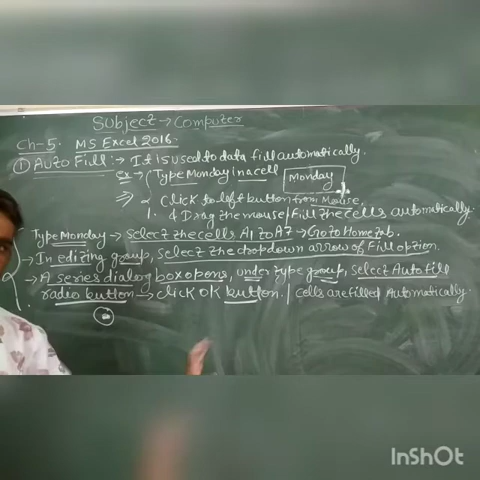 Subject → Computer
Ch-5. MS Excel 2016.
① Auto Fill :→ It is used to data fill automatically.
Ex → Type Monday in a cell Monday
⇒ Click to left button from Mouse,
& Drag the mouse / Fill the cells automatically.
Type Monday → Select the cells A1 to A7 → Go to Home tab.
→ In editing group, select the dropdown arrow of Fill option.
→ A series dialog box opens, under type group, select Auto fill
radio button → click OK button. / Cells are filled Automatically.
InShOt